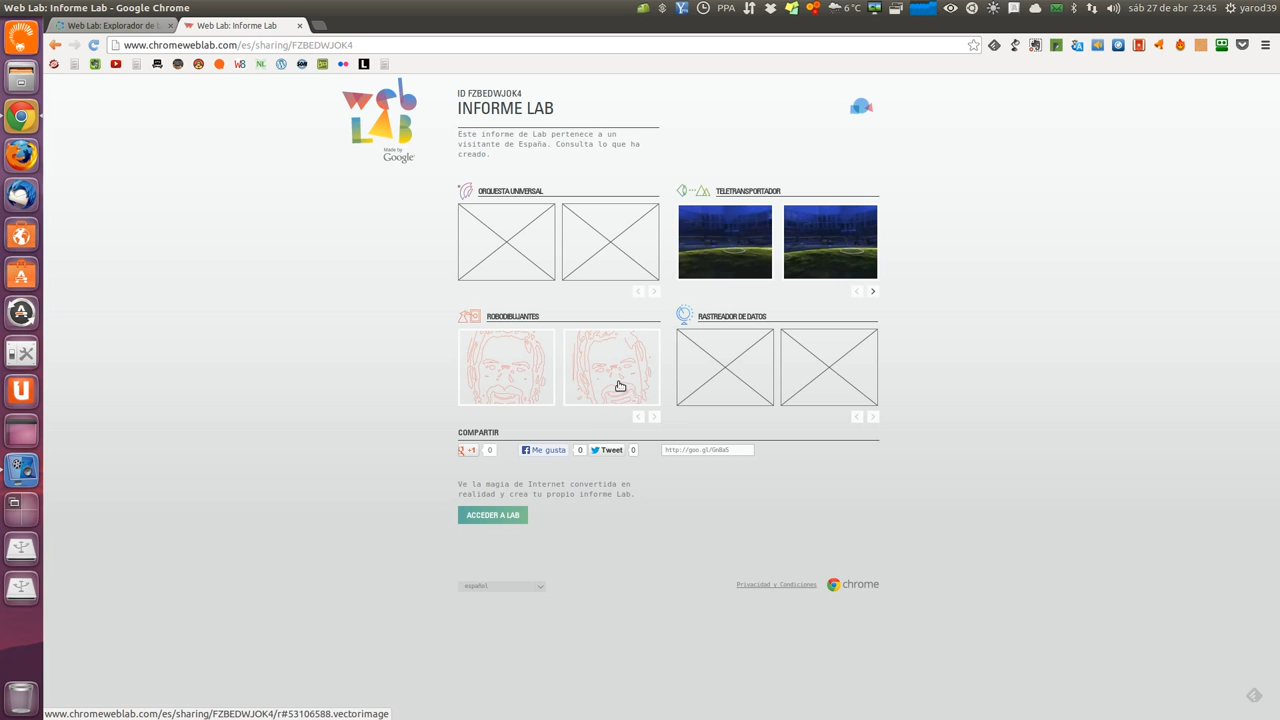 Web Lab: Informe Lab - Google Chrome
6°C
sáb 27 de abr 23:45
yarod39
Web Lab: Explorador de L
Web Lab: Informe Lab
www.chromeweblab.com/es/sharing/FZBEDWJOK4
web LAB
Made by
Google
ID FZBEDWJOK4
INFORME LAB
Este informe de Lab pertenece a un
visitante de España. Consulta lo que ha
creado.
ORQUESTA UNIVERSAL
TELETRANSPORTADOR
ROBODIBUJANTES
RASTREADOR DE DATOS
COMPARTIR
+1 0
Me gusta 0
Tweet 0
Ve la magia de Internet convertida en
realidad y crea tu propio informe Lab.
ACCEDER A LAB
español
Privacidad y Condiciones
chrome
www.chromeweblab.com/es/sharing/FZBEDWJOK4/r#53106588.vectorimage